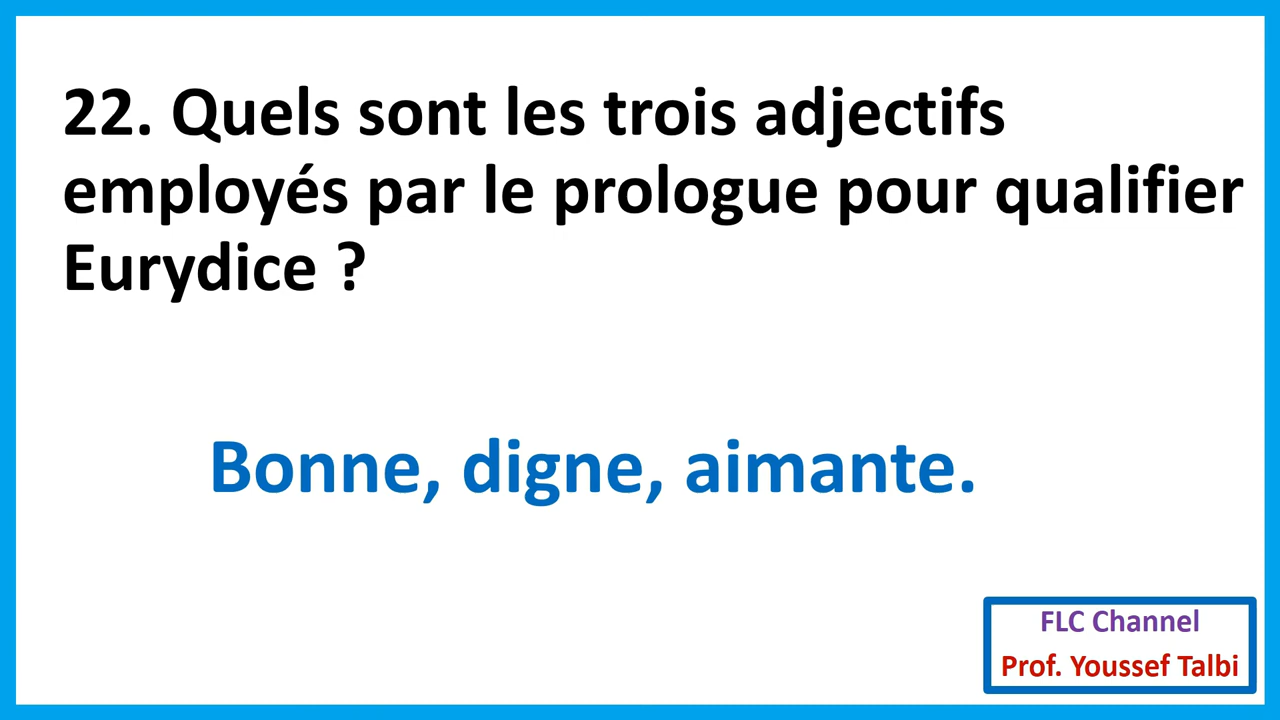 22. Quels sont les trois adjectifs
employés par le prologue pour qualifier
Eurydice ?
Bonne, digne, aimante.
FLC Channel
Prof. Youssef Talbi